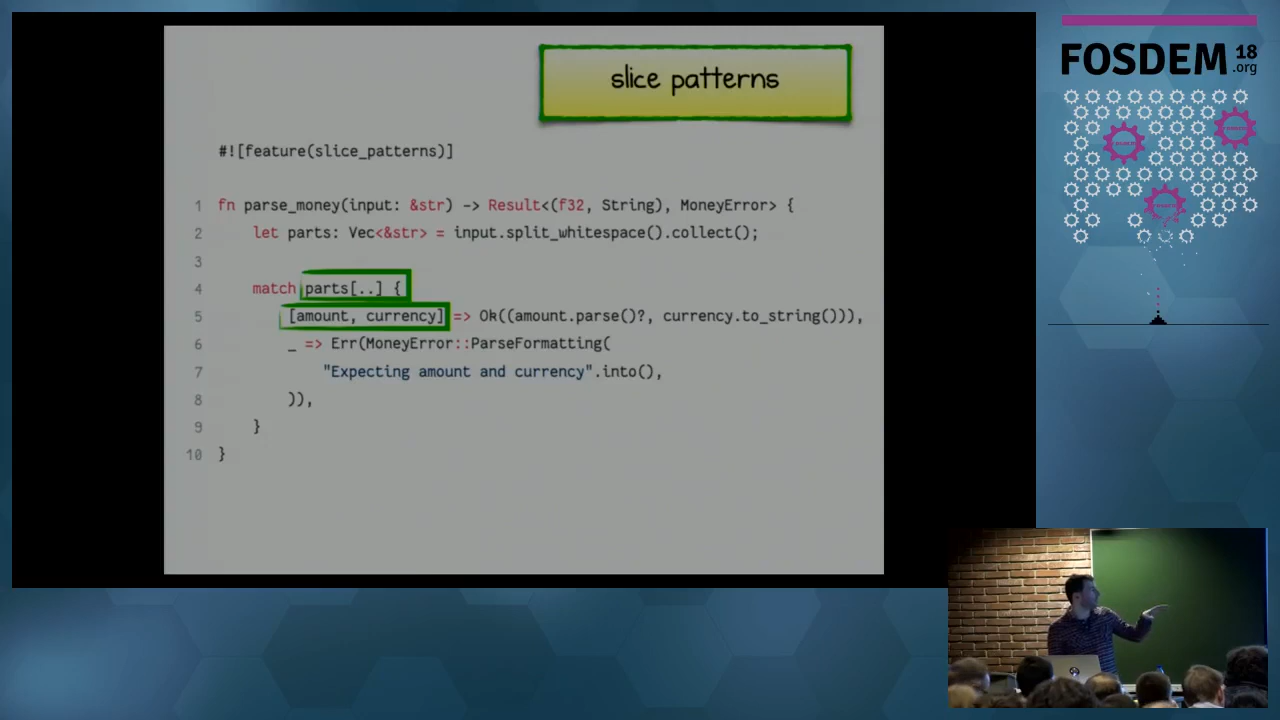 slice patterns
#![feature(slice_patterns)]
1 fn parse_money(input: &str) -> Result<(f32, String), MoneyError> {
2 let parts: Vec<&str> = input.split_whitespace().collect();
3
4 match parts[..] {
5 [amount, currency] => Ok((amount.parse()?, currency.to_string())),
6 _ => Err(MoneyError::ParseFormatting(
7 "Expecting amount and currency".into(),
8 )),
9 }
10 }
FOSDEM 18
.org